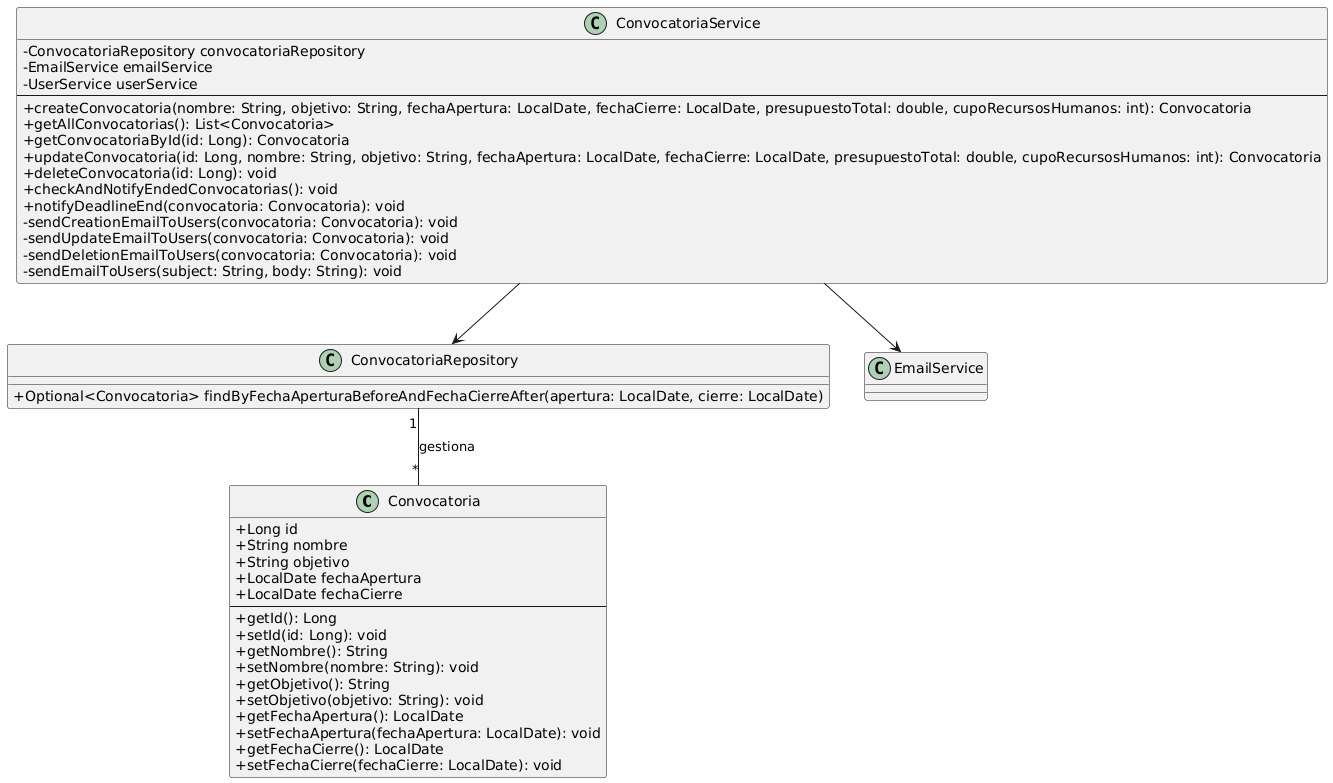 C ConvocatoriaService
-ConvocatoriaRepository convocatoriaRepository
-EmailService emailService
-UserService userService
+createConvocatoria(nombre: String, objetivo: String, fechaApertura: LocalDate, fechaCierre: LocalDate, presupuestoTotal: double, cupoRecursosHumanos: int): Convocatoria
+getAllConvocatorias(): List<Convocatoria>
+getConvocatoriaById(id: Long): Convocatoria
+updateConvocatoria(id: Long, nombre: String, objetivo: String, fechaApertura: LocalDate, fechaCierre: LocalDate, presupuestoTotal: double, cupoRecursosHumanos: int): Convocatoria
+deleteConvocatoria(id: Long): void
+checkAndNotifyEndedConvocatorias(): void
+notifyDeadlineEnd(convocatoria: Convocatoria): void
-sendCreationEmailToUsers(convocatoria: Convocatoria): void
-sendUpdateEmailToUsers(convocatoria: Convocatoria): void
-sendDeletionEmailToUsers(convocatoria: Convocatoria): void
-sendEmailToUsers(subject: String, body: String): void
C ConvocatoriaRepository
+Optional<Convocatoria> findByFechaAperturaBeforeAndFechaCierreAfter(apertura: LocalDate, cierre: LocalDate)
C EmailService
1
gestiona
*
C Convocatoria
+Long id
+String nombre
+String objetivo
+LocalDate fechaApertura
+LocalDate fechaCierre
+getId(): Long
+setId(id: Long): void
+getNombre(): String
+setNombre(nombre: String): void
+getObjetivo(): String
+setObjetivo(objetivo: String): void
+getFechaApertura(): LocalDate
+setFechaApertura(fechaApertura: LocalDate): void
+getFechaCierre(): LocalDate
+setFechaCierre(fechaCierre: LocalDate): void